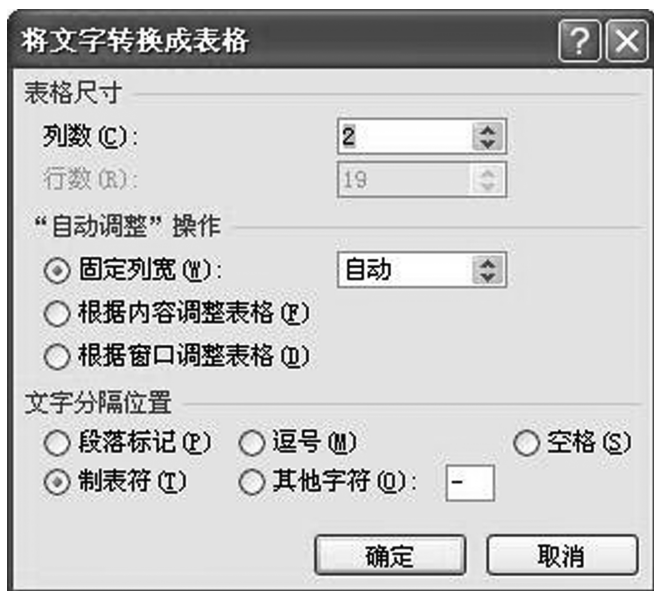 将文字转换成表格
表格尺寸
列数(C): 2
行数(R): 19
“自动调整”操作
固定列宽(W): 自动
根据内容调整表格(F)
根据窗口调整表格(D)
文字分隔位置
段落标记(P) 逗号(M) 空格(S)
制表符(T) 其他字符(O): -
确定 取消